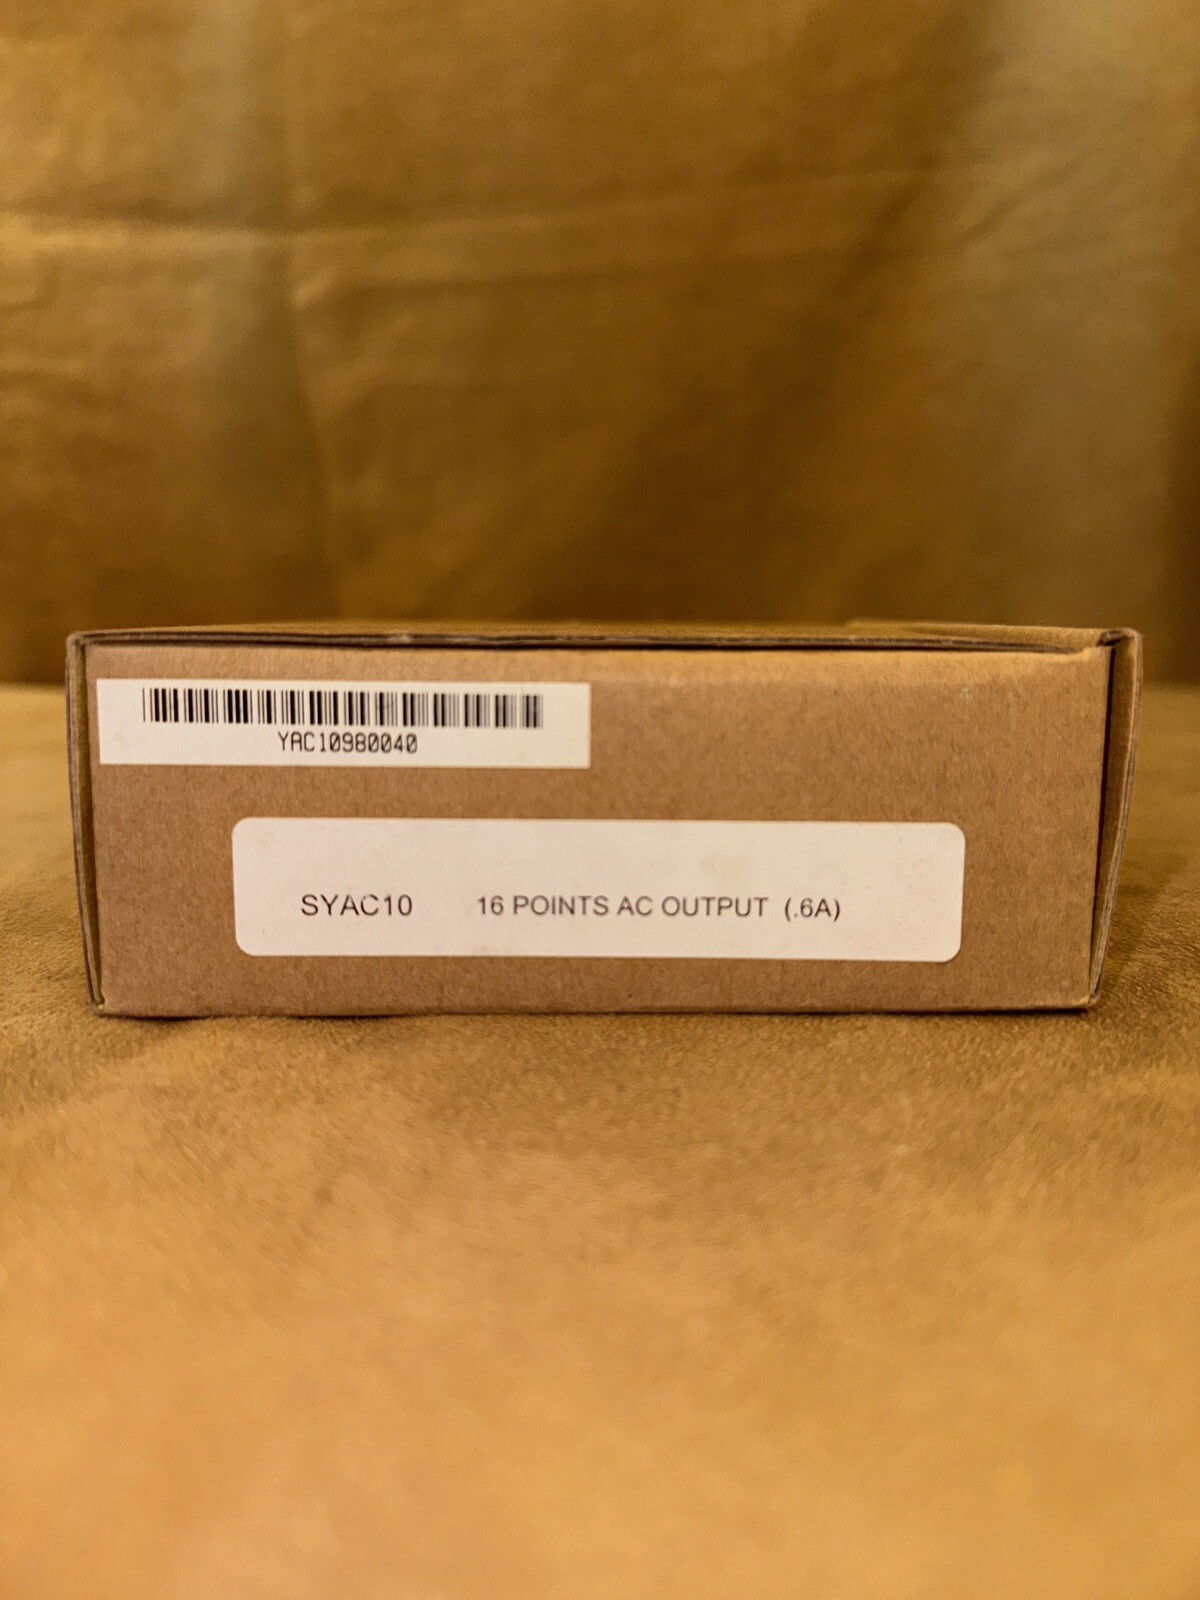 YAC10980040
SYAC10 16 POINTS AC OUTPUT (.6A)